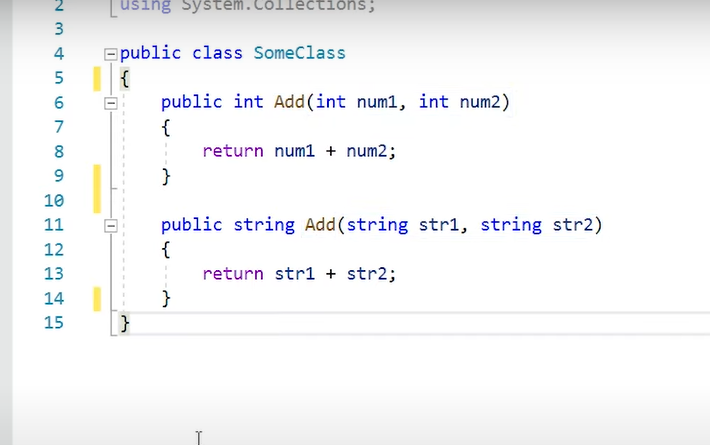 2 using System.Collections;
3
4 public class SomeClass
5 {
6 public int Add(int num1, int num2)
7 {
8 return num1 + num2;
9 }
10
11 public string Add(string str1, string str2)
12 {
13 return str1 + str2;
14 }
15 }